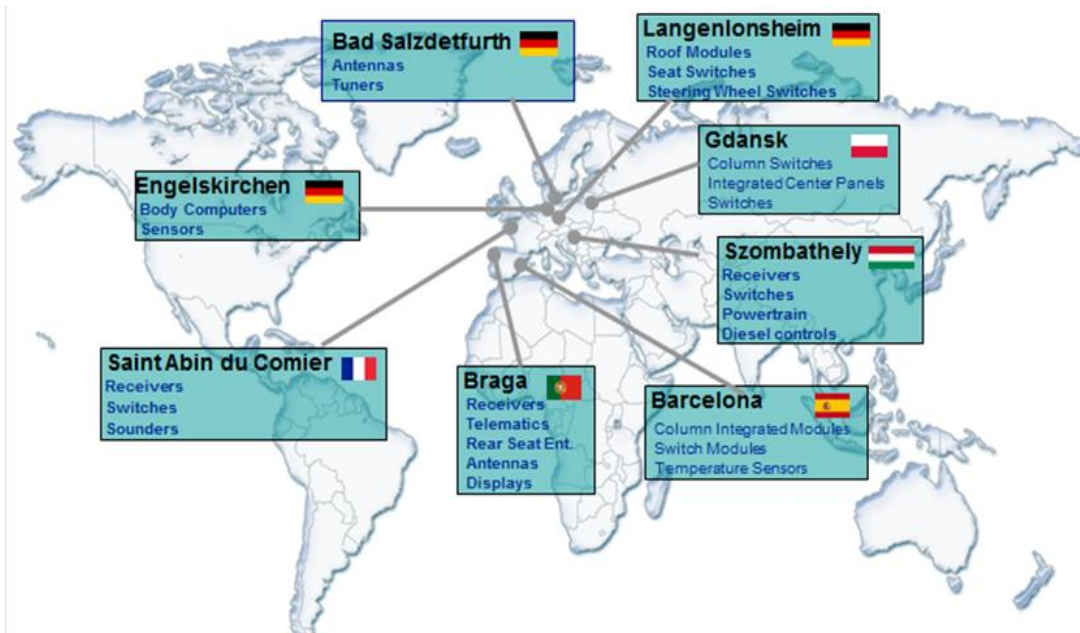 Bad Salzdetfurth
Antennas
Tuners
Langenlonsheim
Roof Modules
Seat Switches
Steering Wheel Switches
Gdansk
Column Switches
Integrated Center Panels
Switches
Engelskirchen
Body Computers
Sensors
Szombathely
Receivers
Switches
Powertrain
Diesel controls
Saint Abin du Comier
Receivers
Switches
Sounders
Braga
Receivers
Telematics
Rear Seat Ent.
Antennas
Displays
Barcelona
Column Integrated Modules
Switch Modules
Temperature Sensors